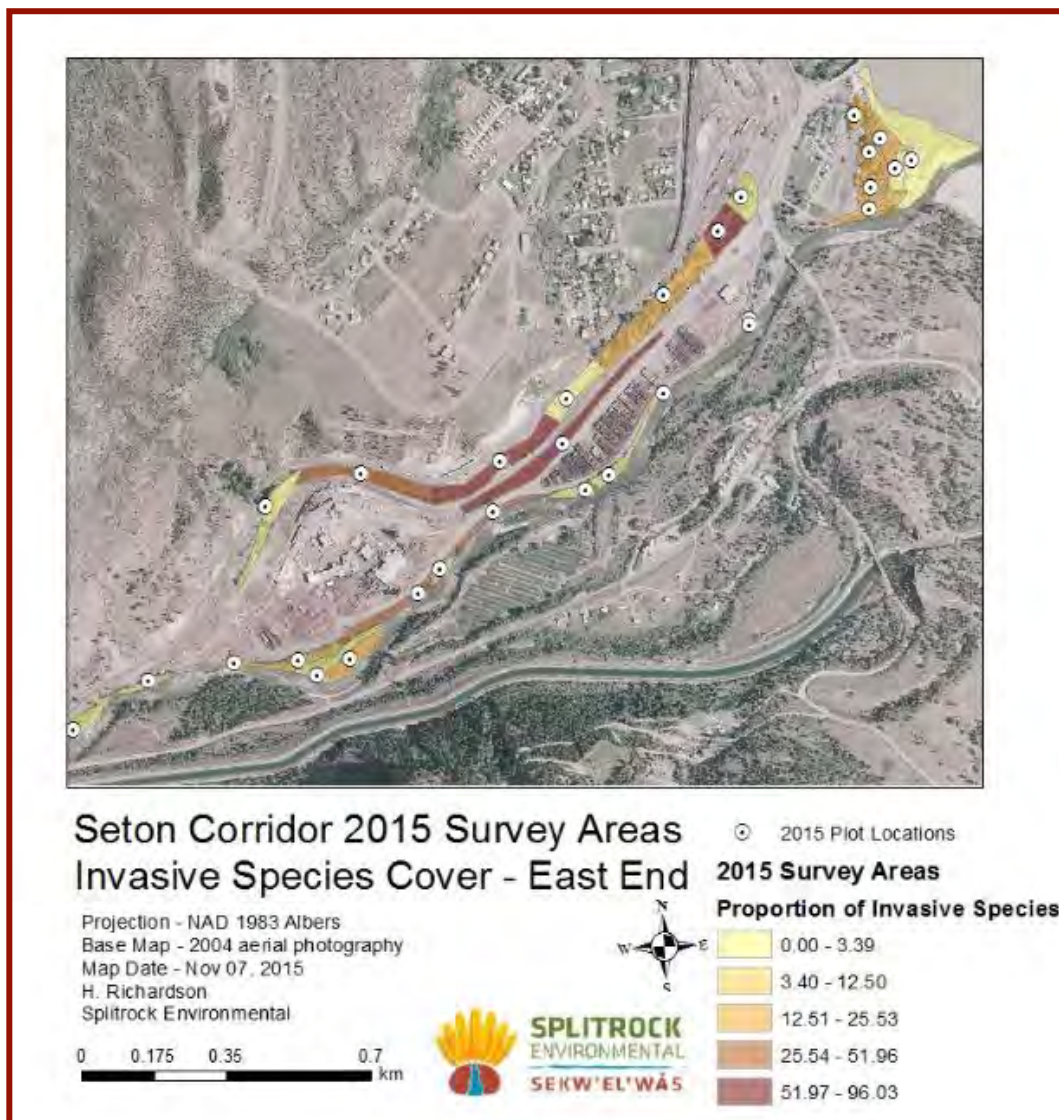 Seton Corridor 2015 Survey Areas
Invasive Species Cover - East End
Projection - NAD 1983 Albers
Base Map - 2004 aerial photography
Map Date - Nov 07, 2015
H. Richardson
Splitrock Environmental
0 0.175 0.35 0.7
km
N
W E
S
SPLITROCK
ENVIRONMENTAL
SEKW'EL'WÁS
2015 Plot Locations
2015 Survey Areas
Proportion of Invasive Species
0.00 - 3.39
3.40 - 12.50
12.51 - 25.53
25.54 - 51.96
51.97 - 96.03